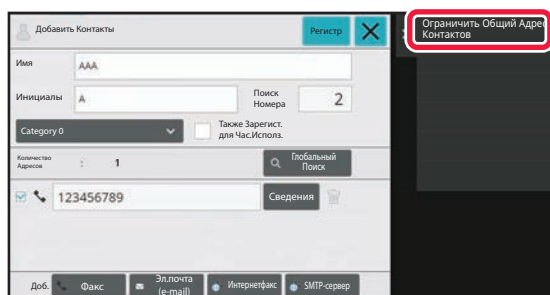 Добавить Контакты
Регистр
Ограничить Общий Адрес
Контактов
Имя
AAA
Инициалы
A
Поиск
Номера
2
Category 0
Также Зарегист.
для Час.Исполз.
Количество
Адресов
:
1
Глобальный
Поиск
123456789
Сведения
Доб.
Факс
Эл.почта
(e-mail)
Интернетфакс
SMTP-сервер